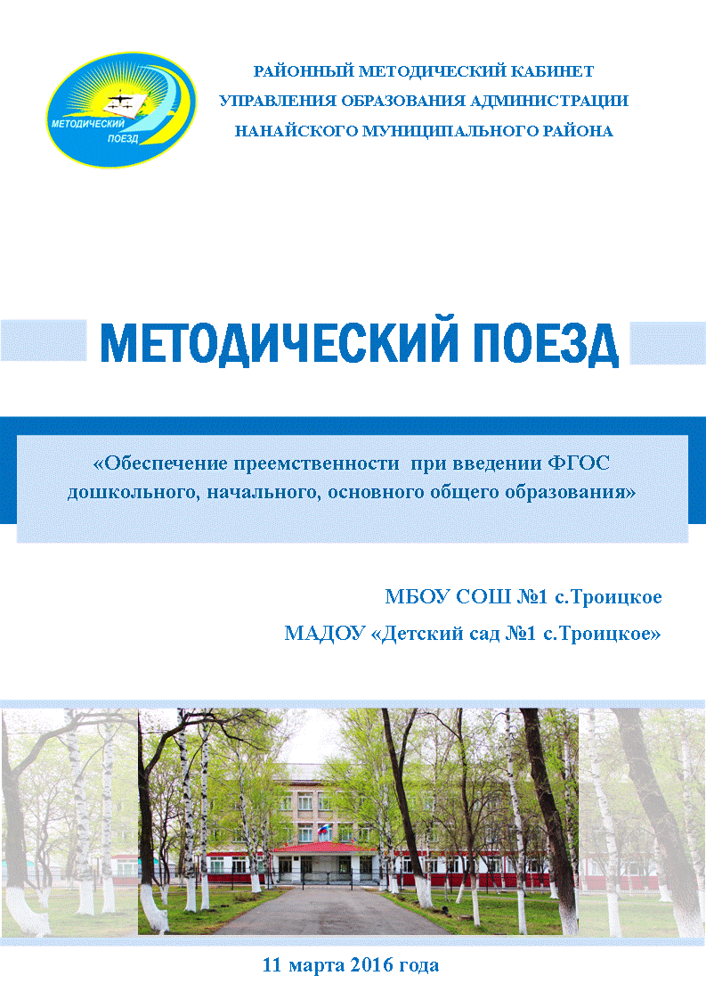 РАЙОННЫЙ МЕТОДИЧЕСКИЙ КАБИНЕТ
УПРАВЛЕНИЯ ОБРАЗОВАНИЯ АДМИНИСТРАЦИИ
НАНАЙСКОГО МУНИЦИПАЛЬНОГО РАЙОНА
МЕТОДИЧЕСКИЙ
ПОЕЗД
МЕТОДИЧЕСКИЙ ПОЕЗД
«Обеспечение преемственности при введении ФГОС
дошкольного, начального, основного общего образования»
МБОУ СОШ №1 с.Троицкое
МАДОУ «Детский сад №1 с.Троицкое»
11 марта 2016 года